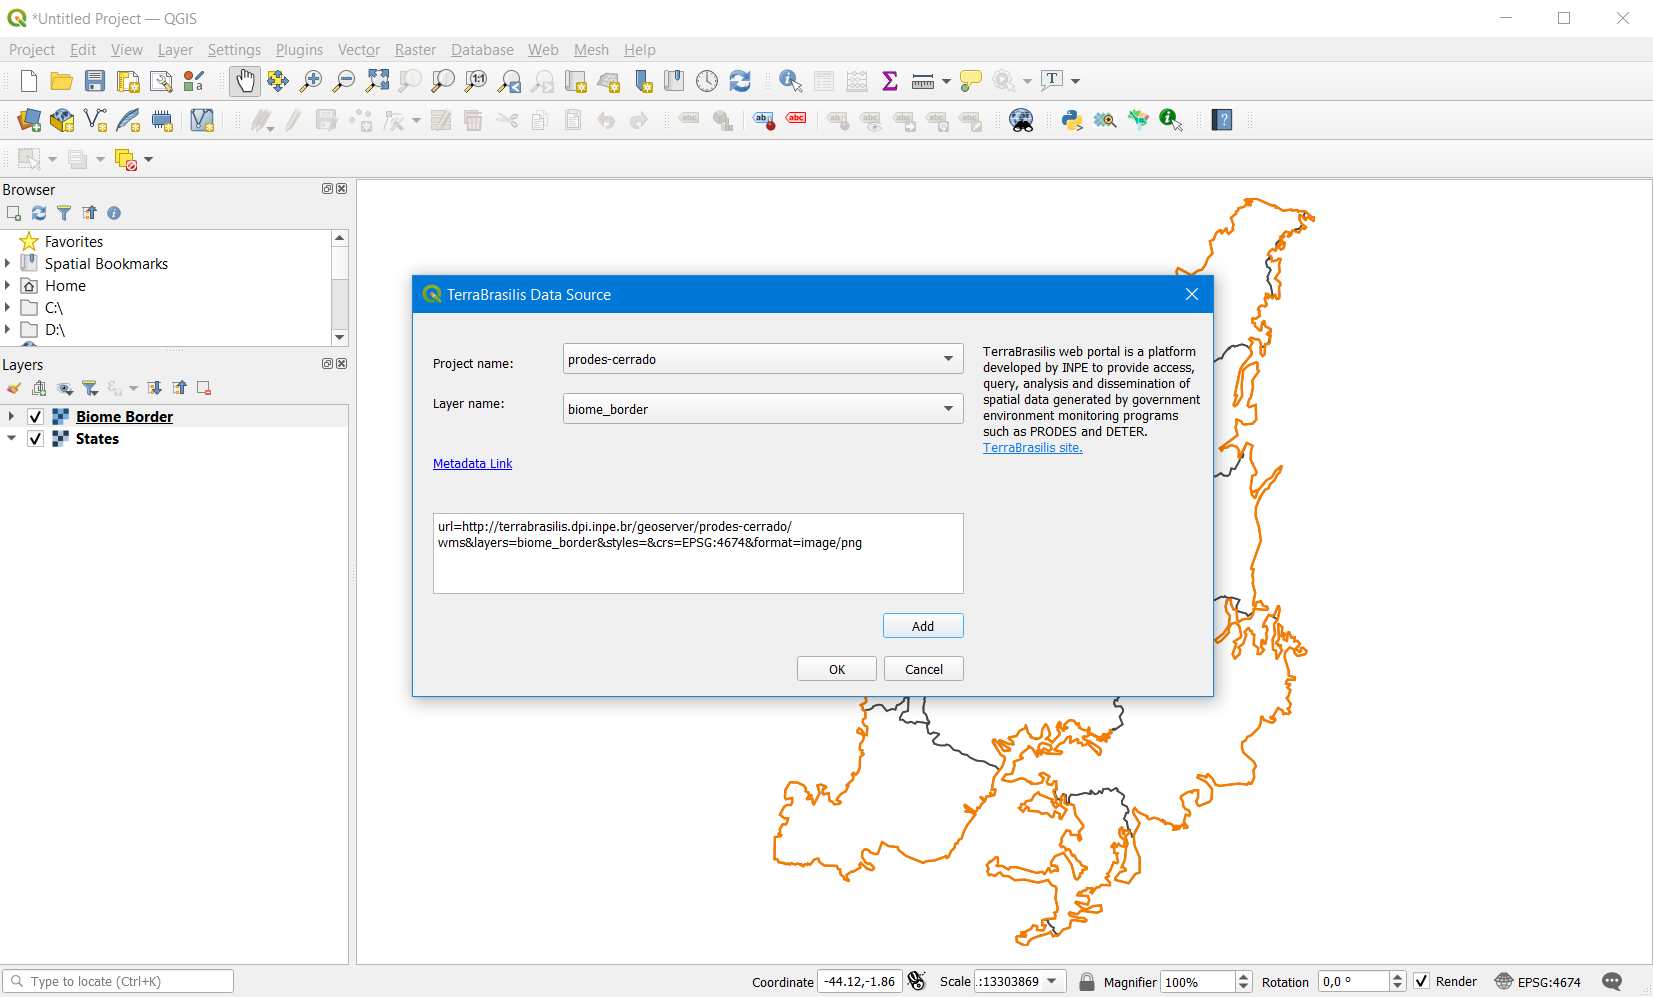 *Untitled Project — QGIS
Project Edit View Layer Settings Plugins Vector Raster Database Web Mesh Help
Browser
Favorites
Spatial Bookmarks
Home
C:\
D:\
Layers
Biome Border
States
TerraBrasilis Data Source
Project name:
prodes-cerrado
Layer name:
biome_border
Metadata Link
TerraBrasilis web portal is a platform
developed by INPE to provide access,
query, analysis and dissemination of
spatial data generated by government
environment monitoring programs
such as PRODES and DETER.
TerraBrasilis site.
url=http://terrabrasilis.dpi.inpe.br/geoserver/prodes-cerrado/
wms&layers=biome_border&styles=&crs=EPSG:4674&format=image/png
Add
OK
Cancel
Type to locate (Ctrl+K)
Coordinate -44.12,-1.86 Scale .:13303869 Magnifier 100% Rotation 0,0 ° Render EPSG:4674